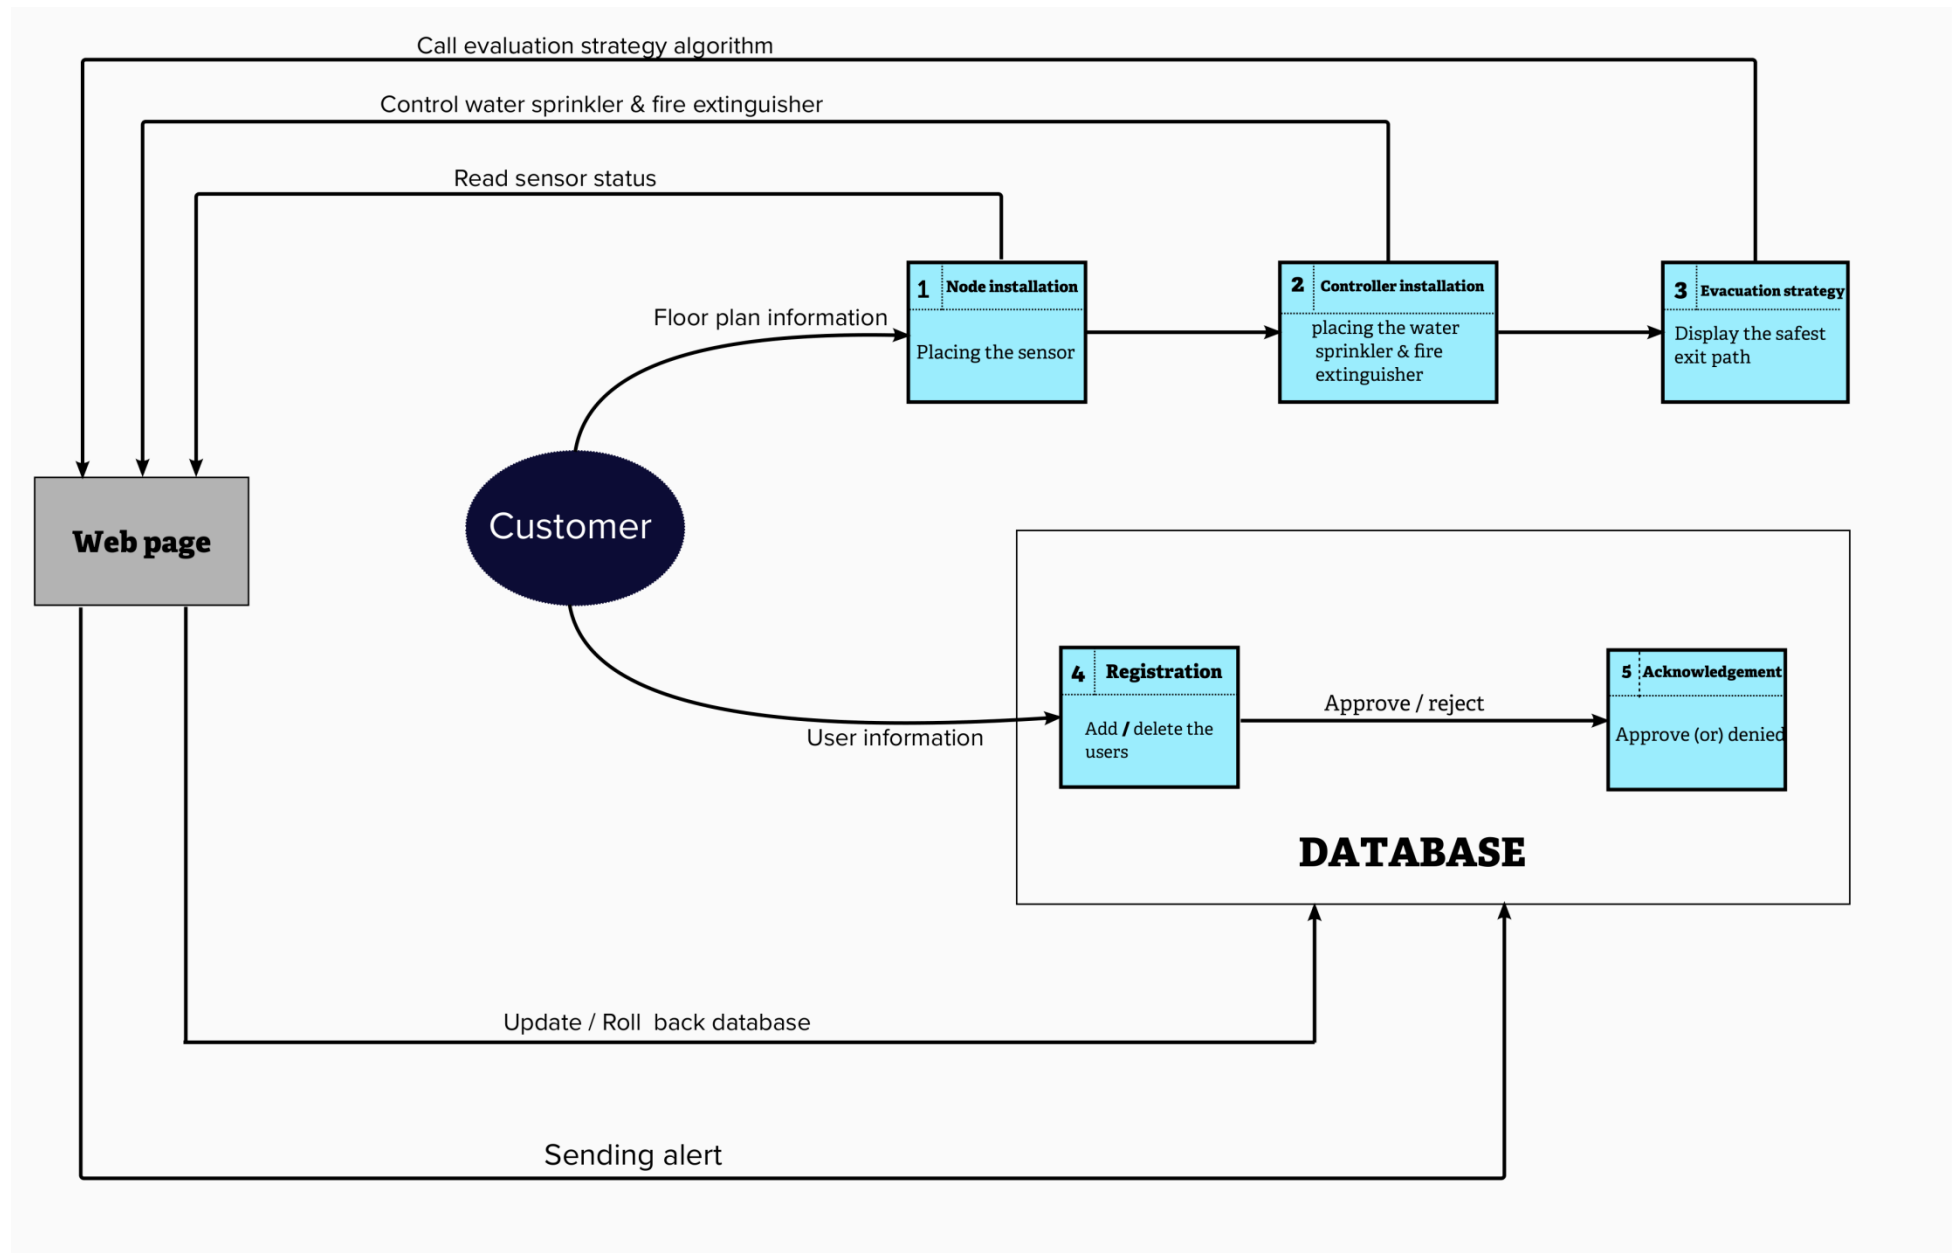 Call evaluation strategy algorithm
Control water sprinkler & fire extinguisher
Read sensor status
1 Node installation
Placing the sensor
2 Controller installation
placing the water
sprinkler & fire
extinguisher
3 Evacuation strategy
Display the safest
exit path
Floor plan information
Customer
Web page
User information
4 Registration
Add / delete the
users
Approve / reject
5 Acknowledgement
Approve (or) denied
DATABASE
Update / Roll back database
Sending alert